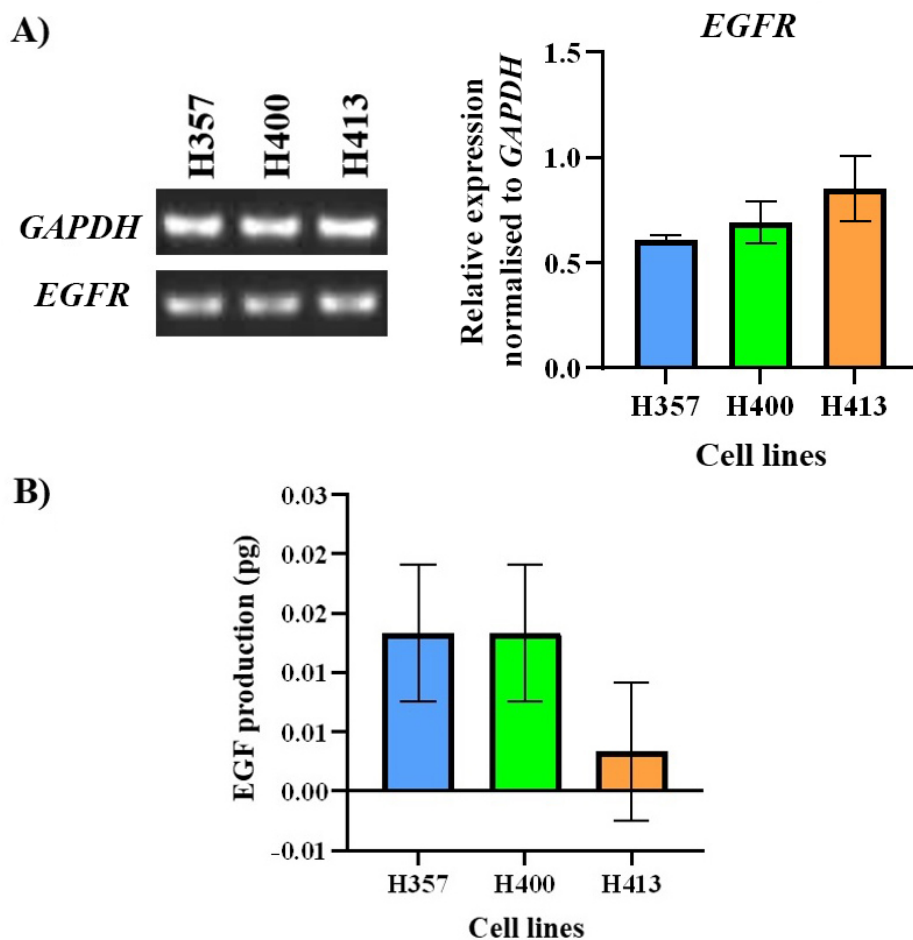 A)
H357
H400
H413
GAPDH
EGFR
EGFR
Relative expression
normalised to GAPDH
1.5
1.0
0.5
0.0
H357 H400 H413
Cell lines
B)
EGF production (pg)
0.03
0.02
0.02
0.01
0.01
0.00
-0.01
H357 H400 H413
Cell lines